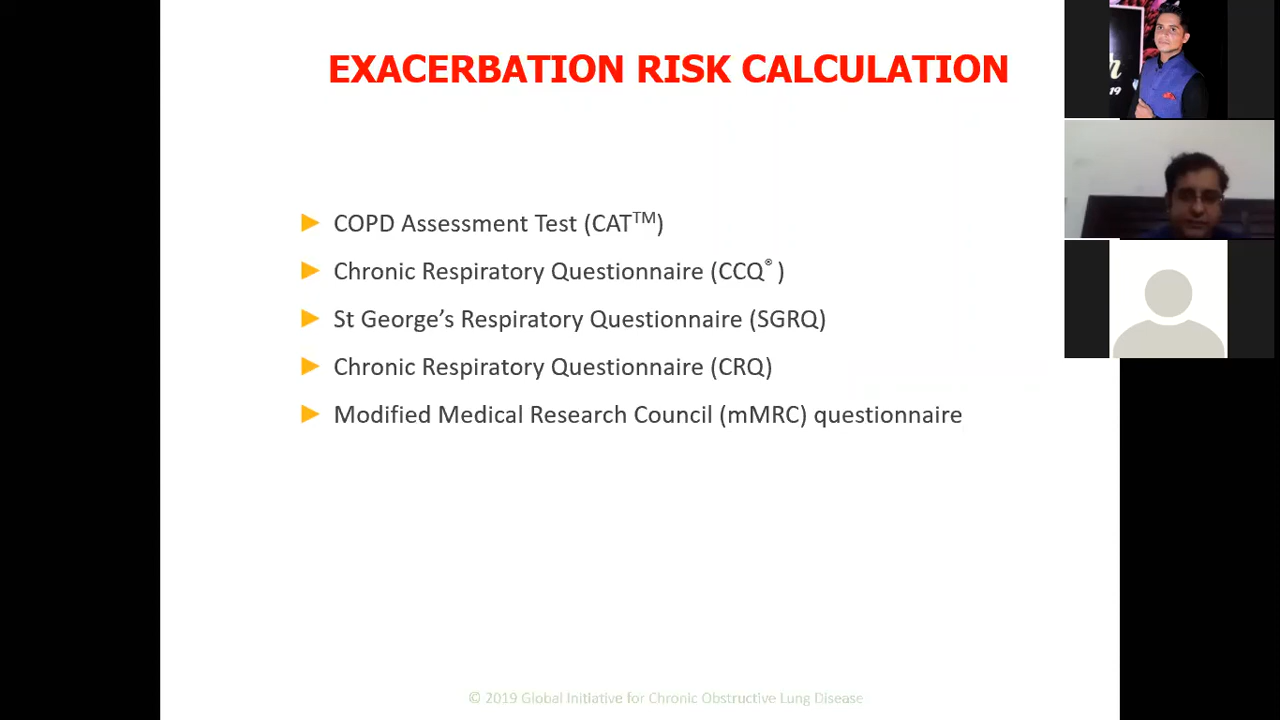 EXACERBATION RISK CALCULATION
COPD Assessment Test (CAT™)
Chronic Respiratory Questionnaire (CCQ® )
St George’s Respiratory Questionnaire (SGRQ)
Chronic Respiratory Questionnaire (CRQ)
Modified Medical Research Council (mMRC) questionnaire
© 2019 Global Initiative for Chronic Obstructive Lung Disease
19